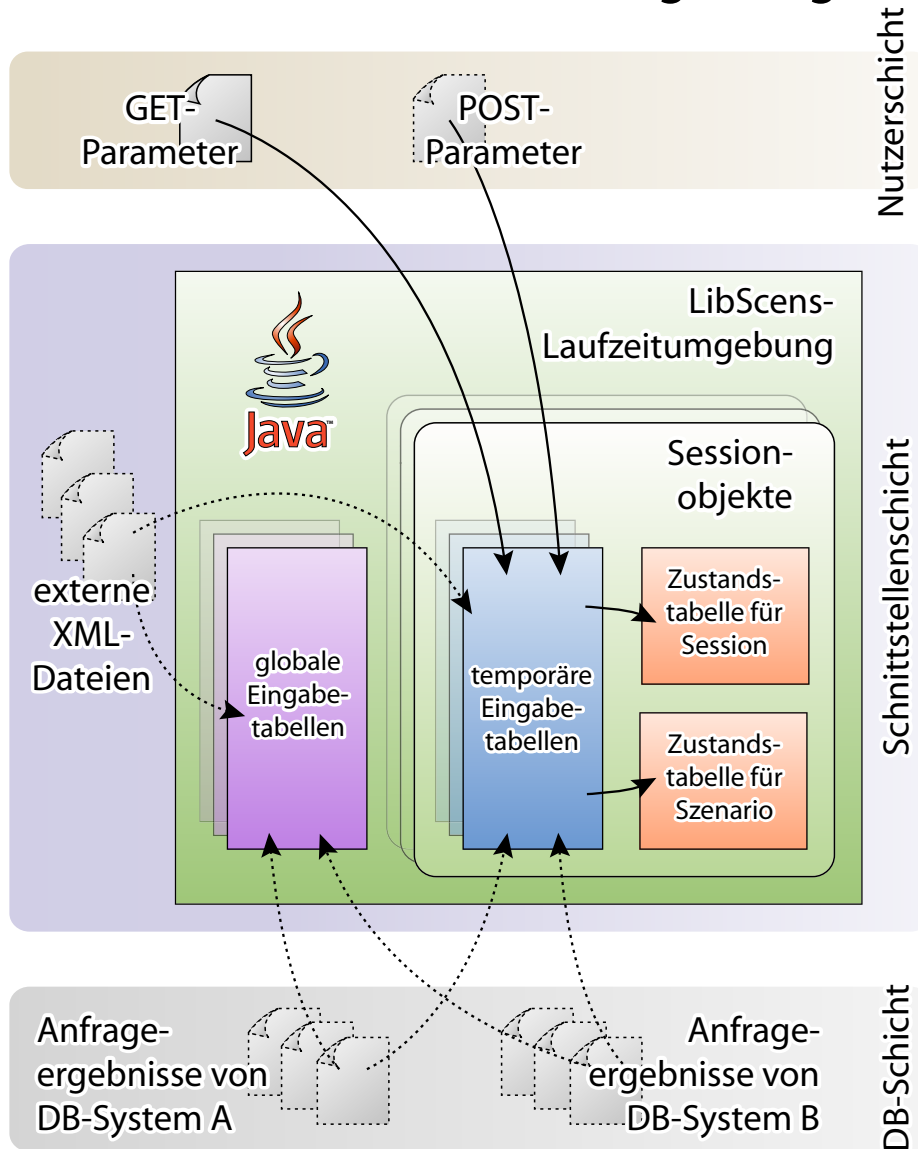 Nutzerschicht
GET-
Parameter
POST-
Parameter
LibScens-
Laufzeitumgebung
Java™
Session-
objekte
Schnittstellenschicht
externe
XML-
Dateien
globale
Eingabe-
tabellen
temporäre
Eingabe-
tabellen
Zustands-
tabelle für
Session
Zustands-
tabelle für
Szenario
Anfrage-
ergebnisse von
DB-System A
Anfrage-
ergebnisse von
DB-System B
DB-Schicht